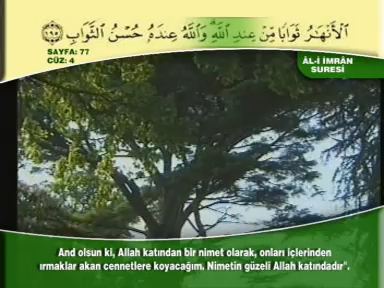 ٱلْأَنْهَٰرُ ثَوَابًا مِّنْ عِندِ ٱللَّهِ ۗ وَٱللَّهُ عِندَهُۥ حُسْنُ ٱلثَّوَابِ ﴿١٩٥﴾
SAYFA: 77
CÜZ: 4
ÂL-İ İMRÂN
SURESİ
And olsun ki, Allah katından bir nimet olarak, onları içlerinden
ırmaklar akan cennetlere koyacağım. Nimetin güzeli Allah katındadır".